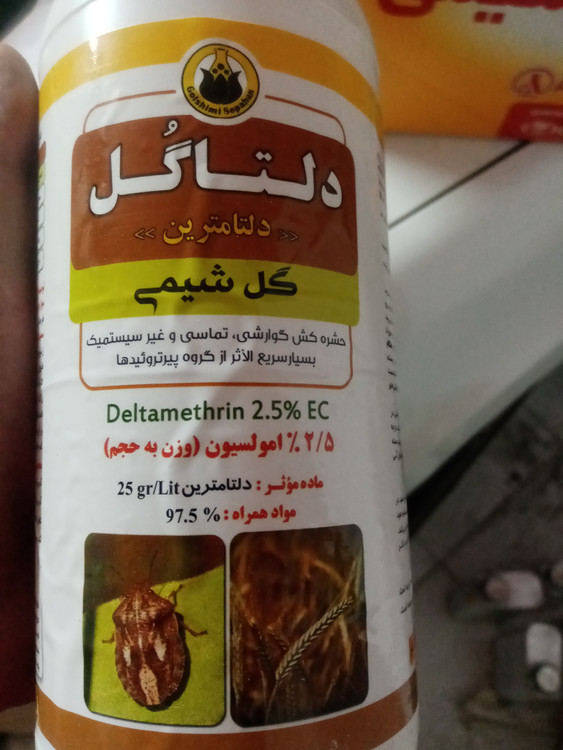 Golshimi Sepahan
دلتاگُل
«دلتامترین»
گل شیمی
حشره کش گوارشی، تماسی و غیر سیستمیک
بسیار سریع الاثر از گروه پیرتروئیدها
Deltamethrin 2.5% EC
۲/۵ % امولسیون (وزن به حجم)
ماده مؤثر : دلتامترین 25 gr/Lit
مواد همراه : % 97.5